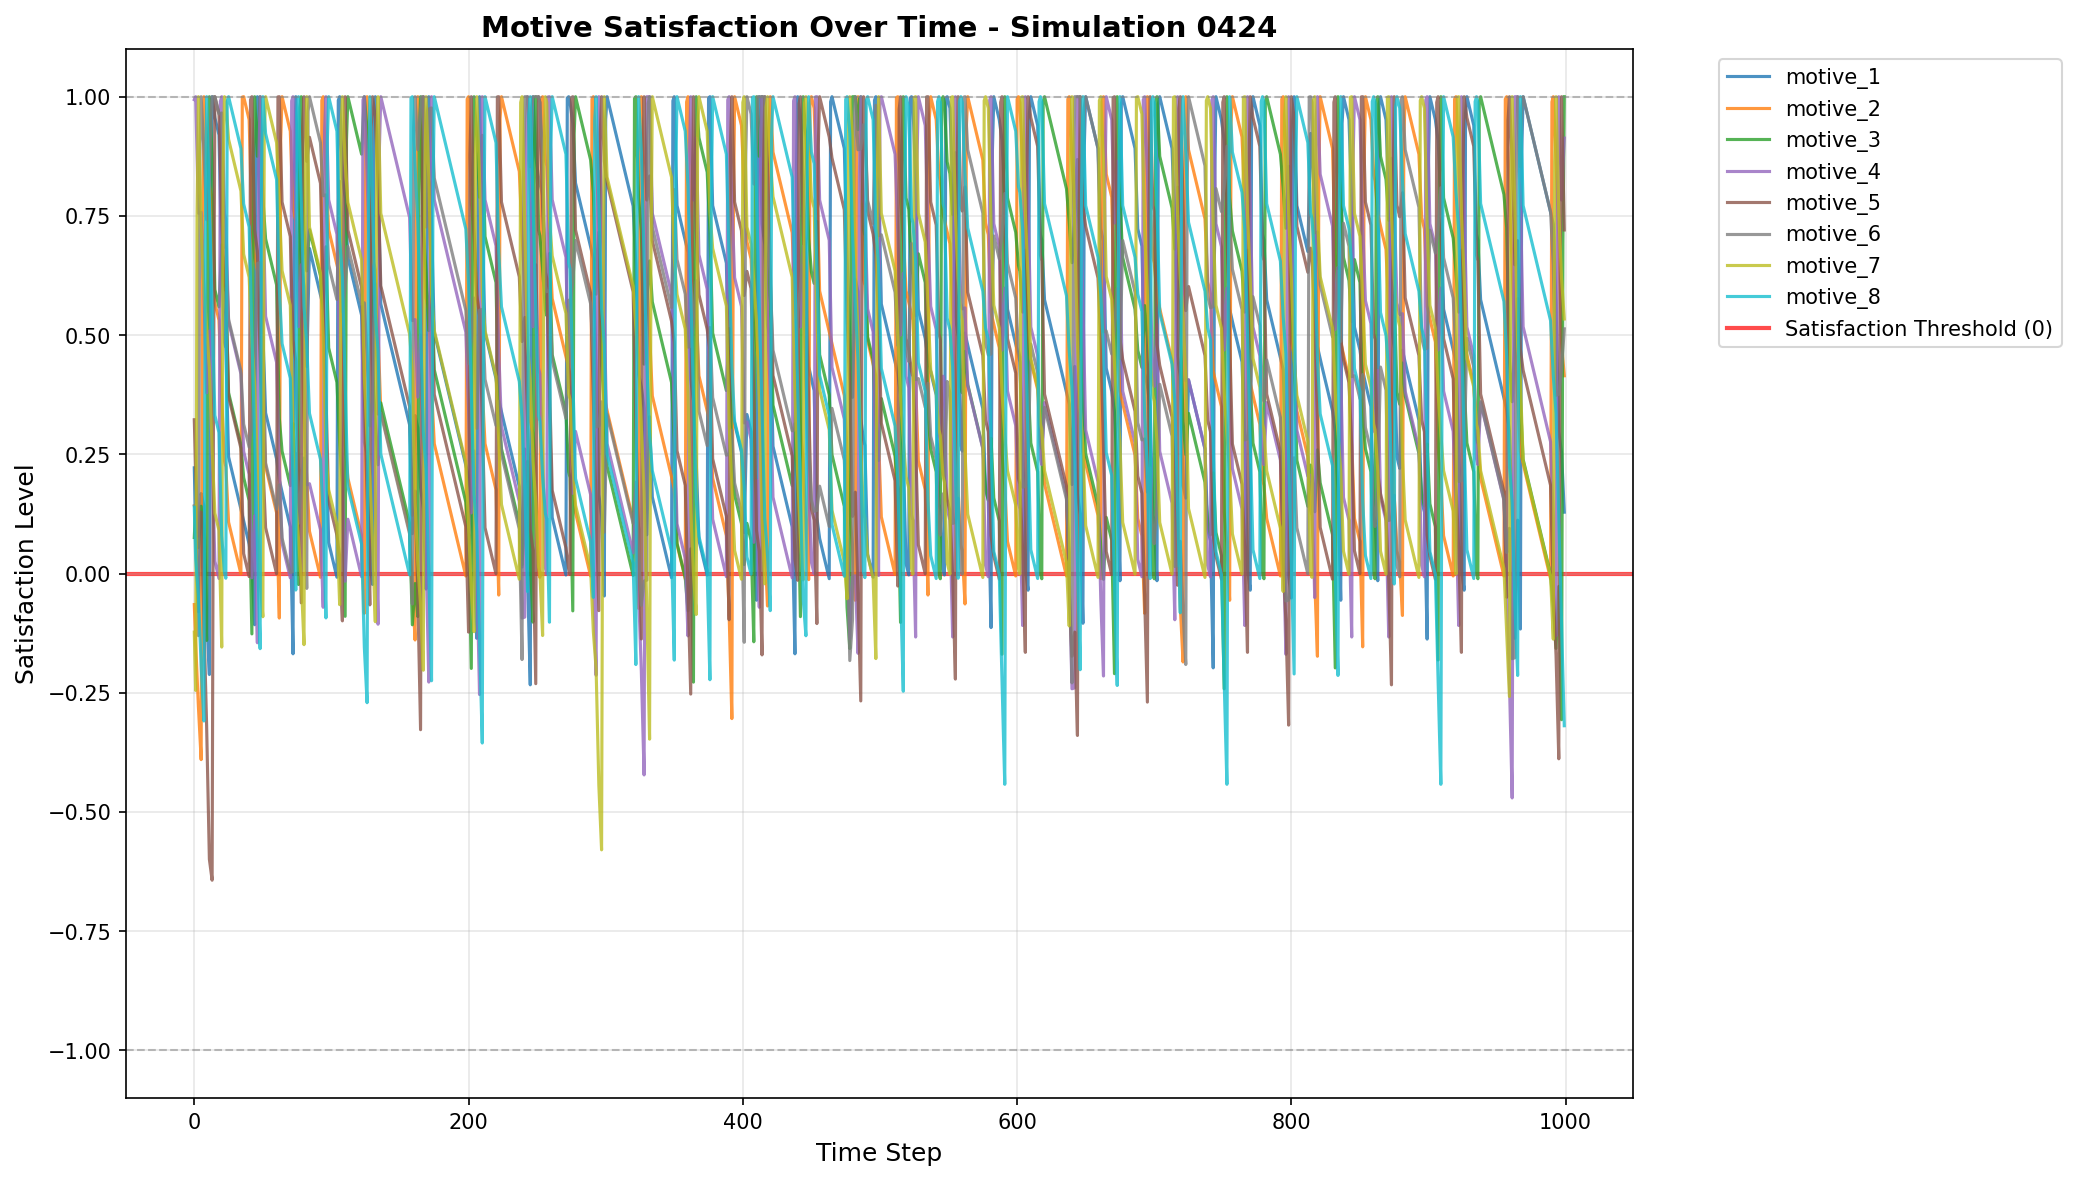 Motive Satisfaction Over Time - Simulation 0424
Satisfaction Level
1.00
0.75
0.50
0.25
0.00
−0.25
−0.50
−0.75
−1.00
0
200
400
600
800
1000
Time Step
motive_1
motive_2
motive_3
motive_4
motive_5
motive_6
motive_7
motive_8
Satisfaction Threshold (0)